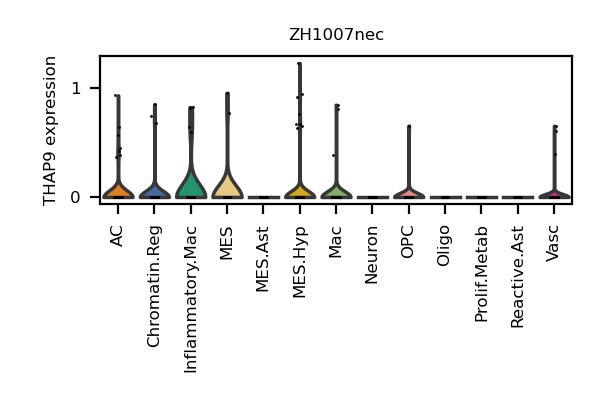 ZH1007nec
THAP9 expression
1
0
AC
Chromatin.Reg
Inflammatory.Mac
MES
MES.Ast
MES.Hyp
Mac
Neuron
OPC
Oligo
Prolif.Metab
Reactive.Ast
Vasc